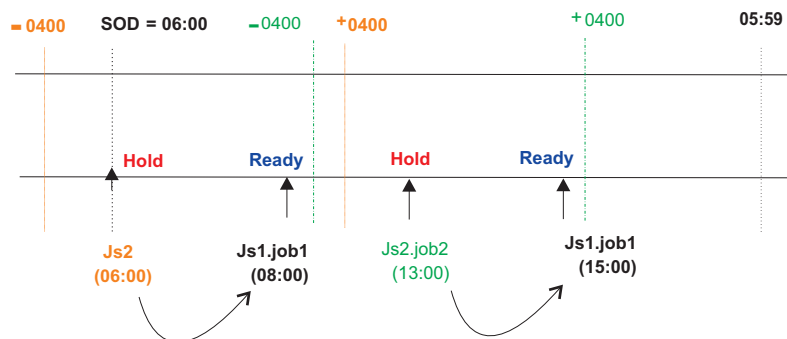 - 0400 SOD = 06:00 -0400 +0400 +0400 05:59
Hold Ready Hold Ready
Js2 Js1.job1 Js2.job2 Js1.job1
(06:00) (08:00) (13:00) (15:00)